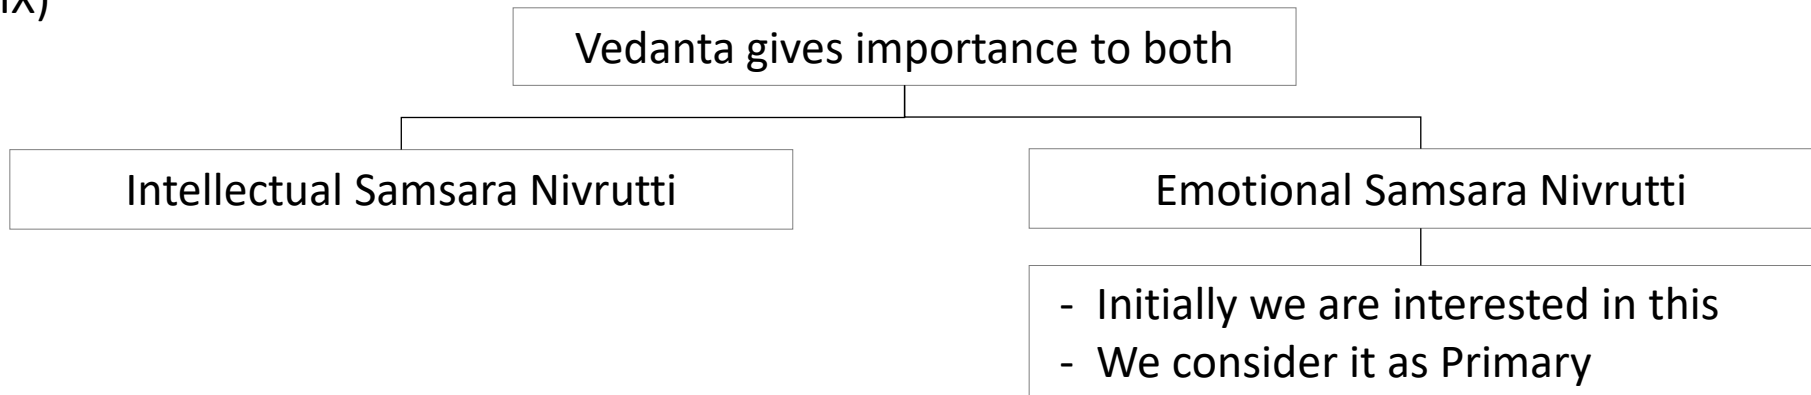 IX)
Vedanta gives importance to both
Intellectual Samsara Nivrutti
Emotional Samsara Nivrutti
- Initially we are interested in this
- We consider it as Primary